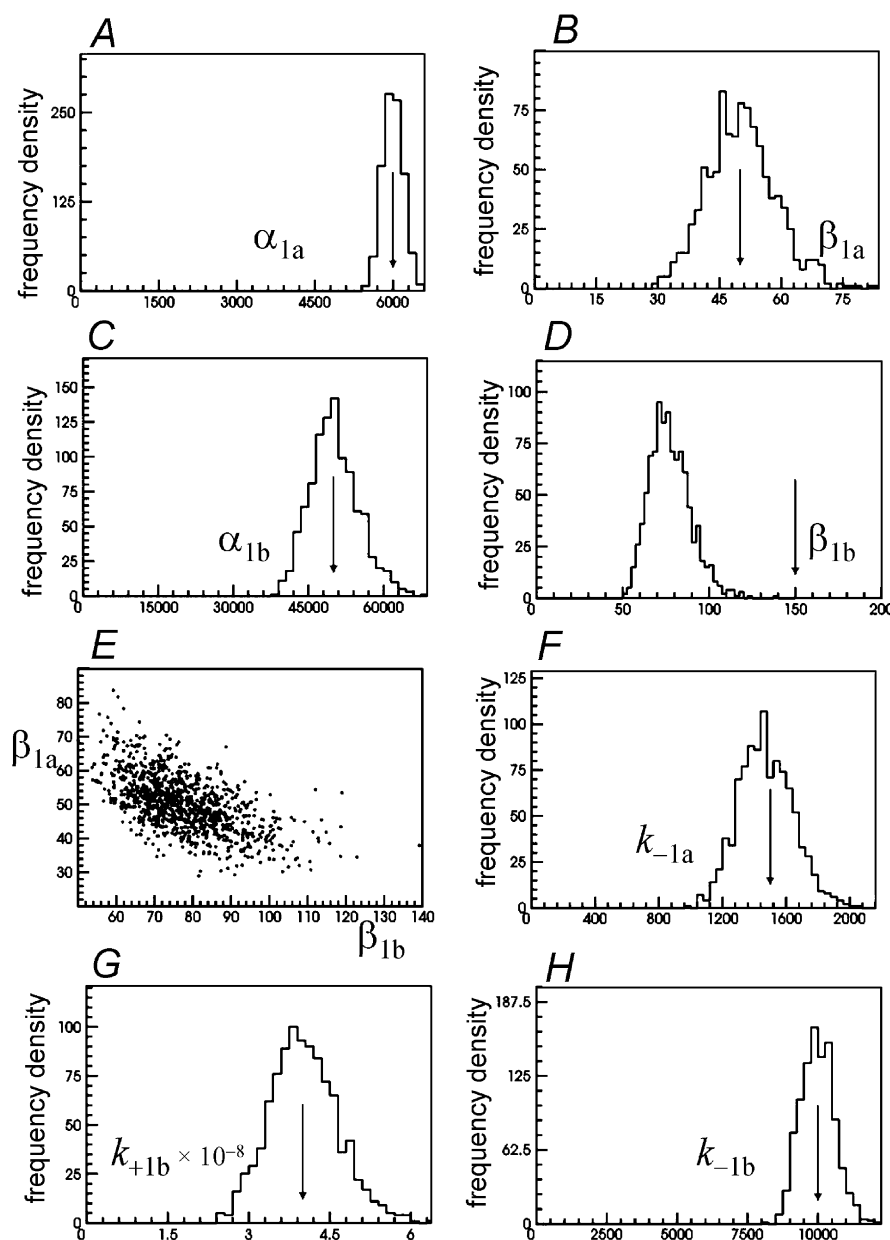 A
frequency density
250
125
0
α1a
0 1500 3000 4500 6000
B
frequency density
75
50
25
0
β1a
0 15 30 45 60 75
C
frequency density
150
125
100
75
50
25
0
α1b
0 15000 30000 45000 60000
D
frequency density
100
75
50
25
0
β1b
0 50 100 150 200
E
β1a
80
70
60
50
40
30
60 70 80 90 100 110 120 130 140
β1b
F
frequency density
125
100
75
50
25
0
k−1a
0 400 800 1200 1600 2000
G
frequency density
100
75
50
25
0
k+1b × 10−8
0 1.5 3 4.5 6
H
frequency density
187.5
125
62.5
0
k−1b
0 2500 5000 7500 10000